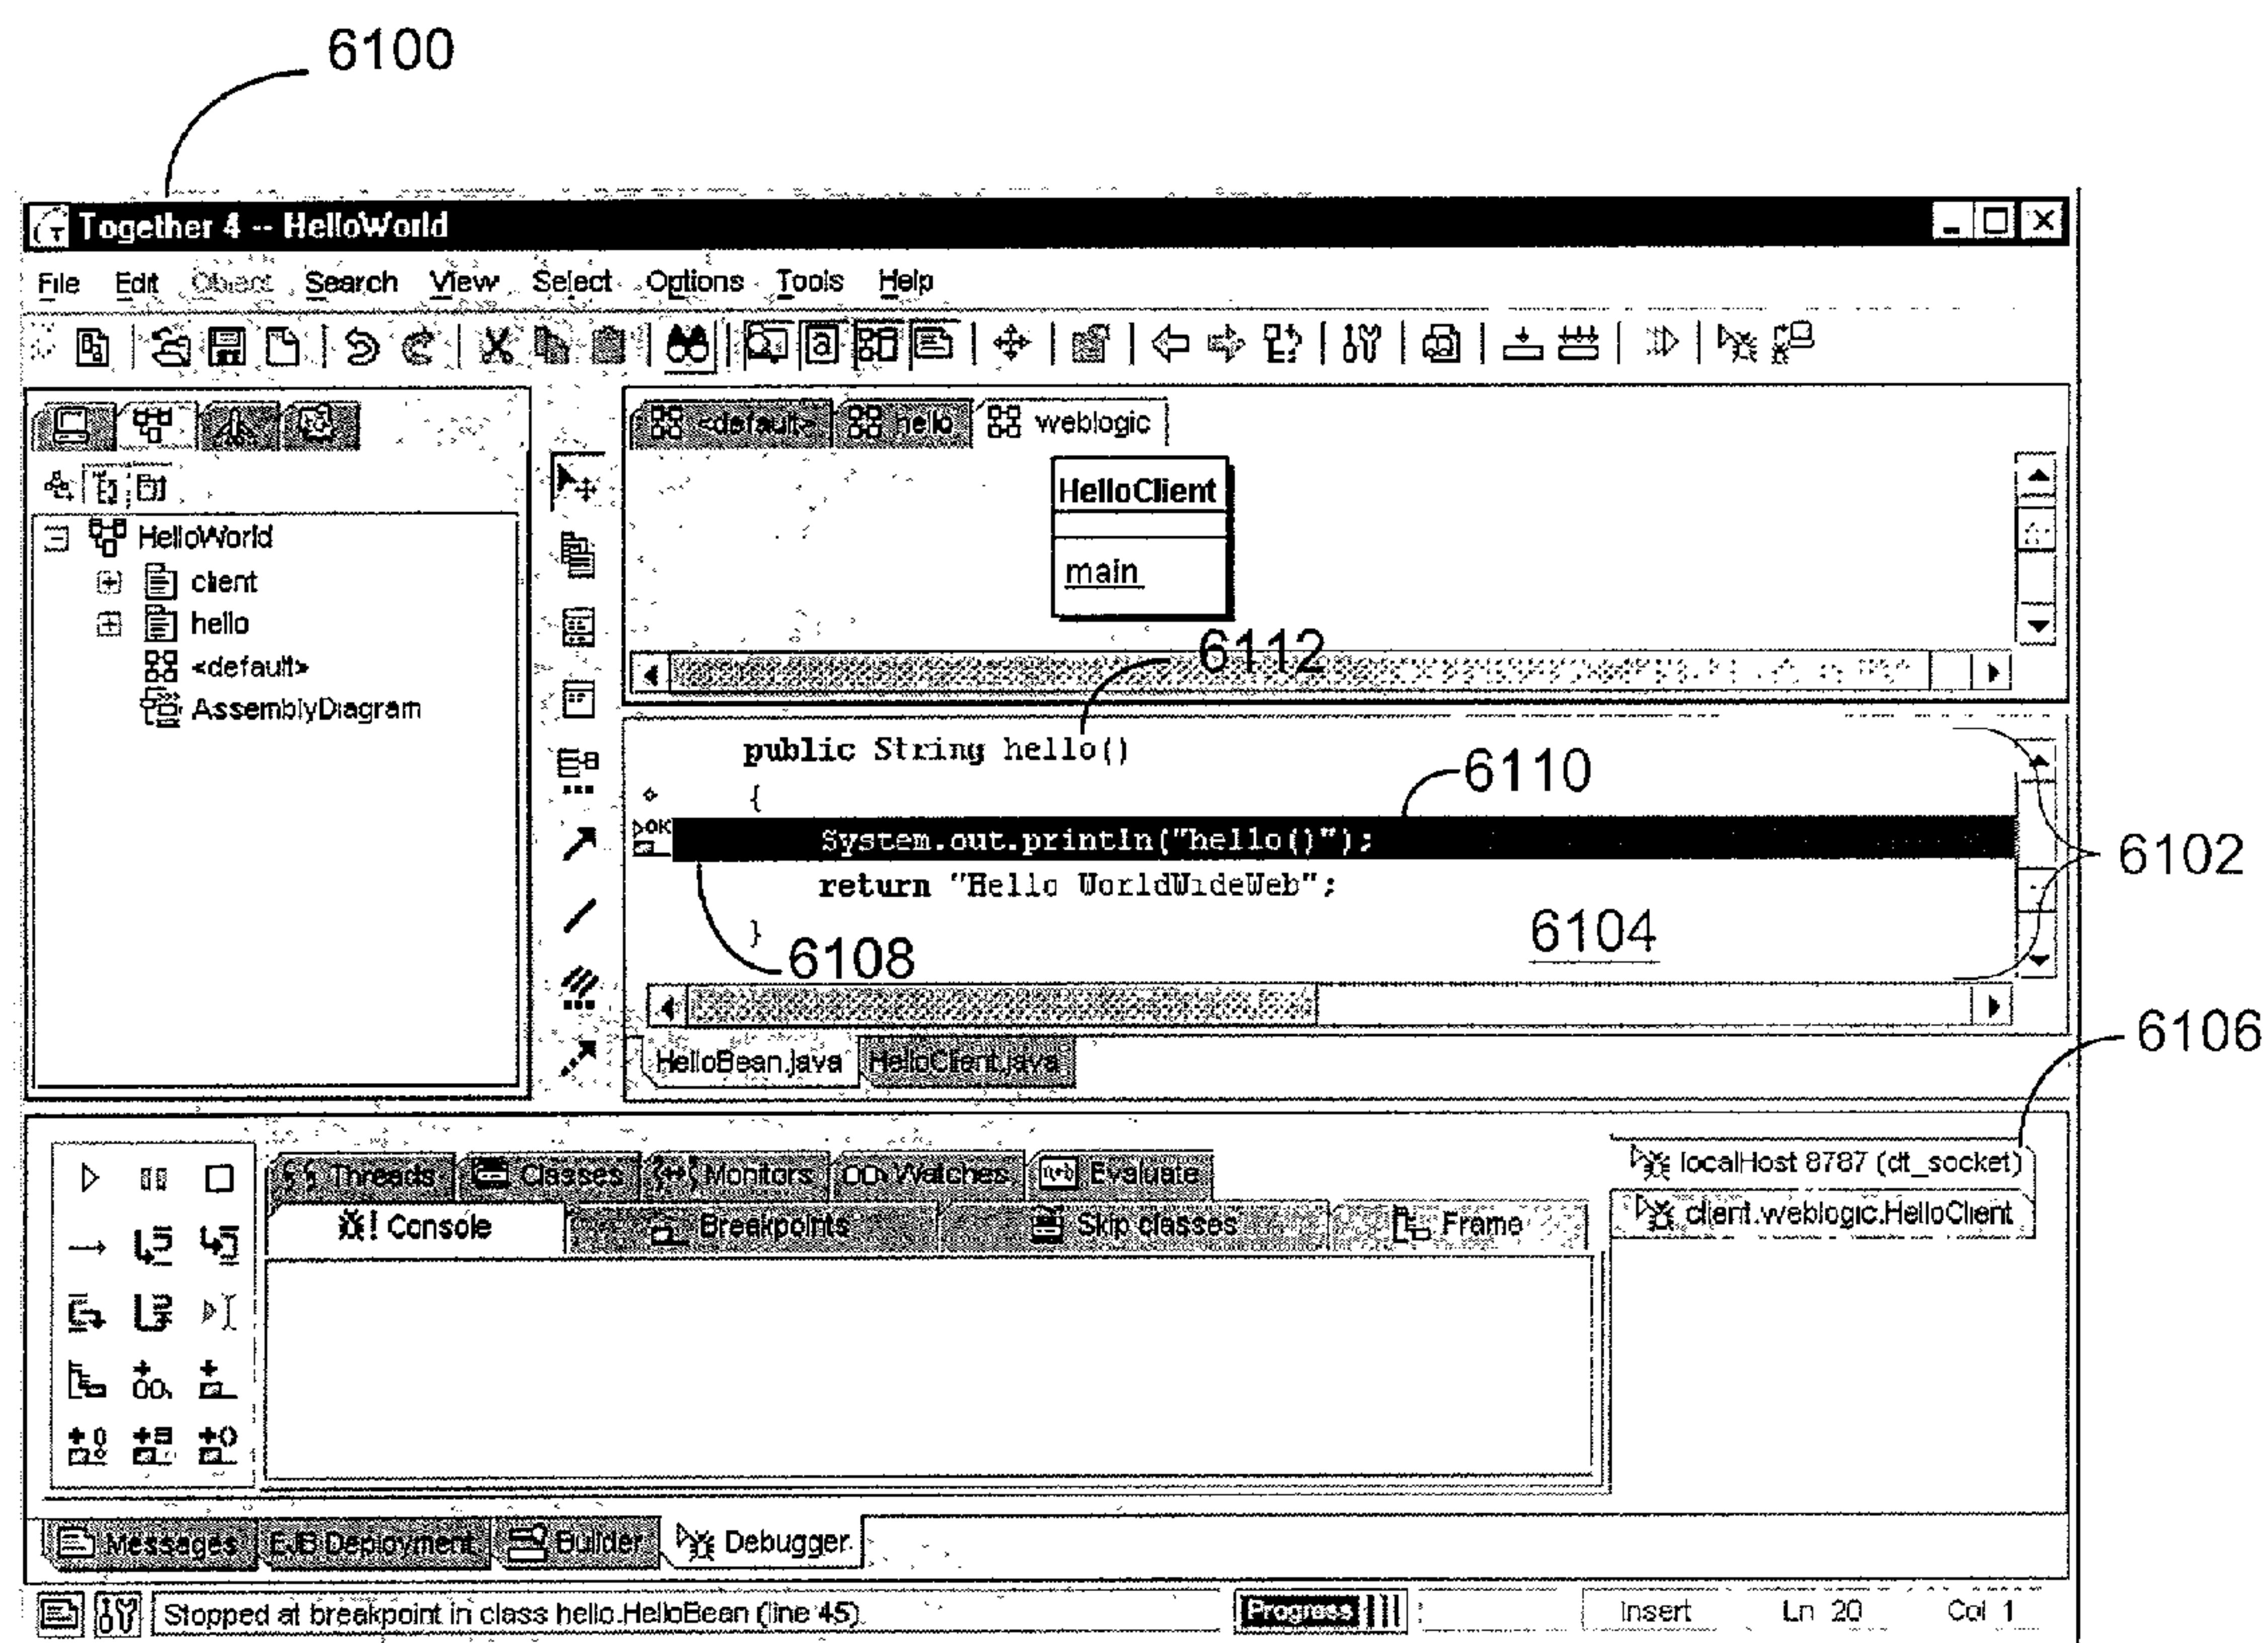 6100
Together 4 -- HelloWorld
File Edit Object Search View Select Options Tools Help
<default> hello weblogic
HelloClient
main
HelloWorld
client
hello
<default>
AssemblyDiagram
6112
public String hello()
6110
{
System.out.println("hello()");
6102
return "Hello WorldWideWeb";
}
6108
6104
6106
HelloBean.java HelloClient.java
Threads Classes Monitors Watches Evaluate
Console Breakpoints Skip classes Frame
localHost 8787 (dt_socket)
client.weblogic.HelloClient
Messages EJB Deployment Builder Debugger
Stopped at breakpoint in class hello.HelloBean (line 45) Progress Insert Ln 20 Col 1